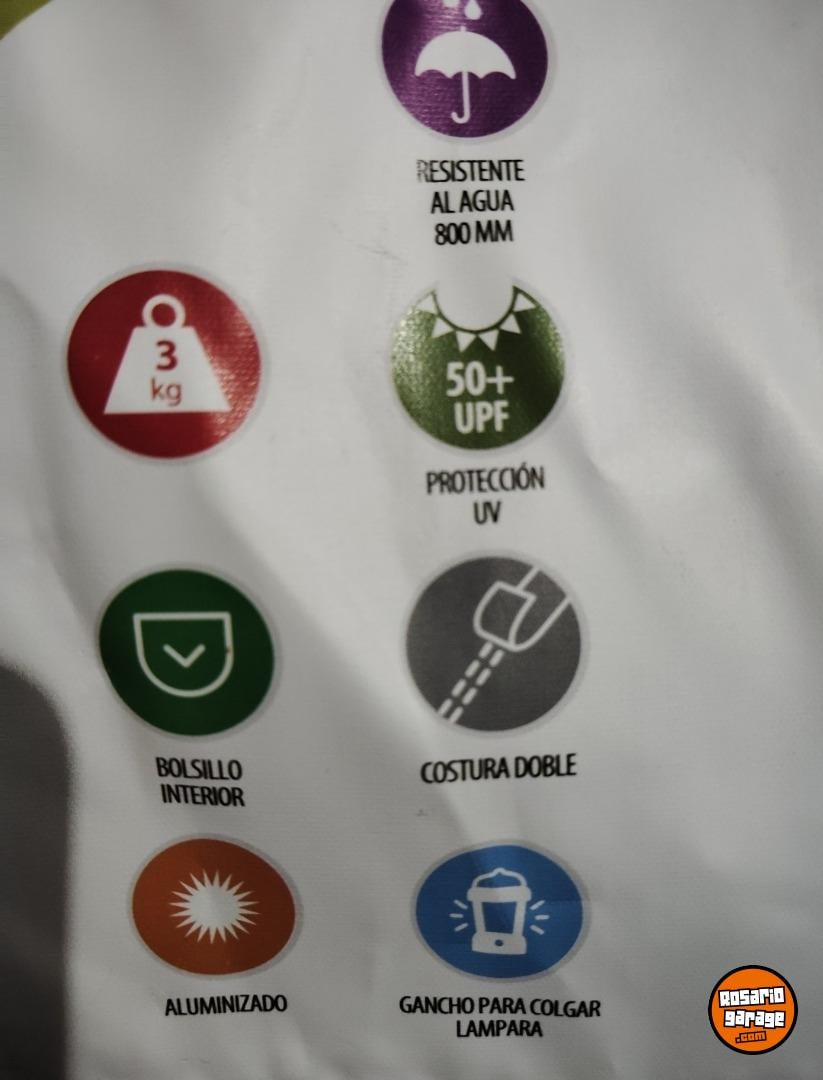 RESISTENTE
AL AGUA
800 MM
3
kg
50+
UPF
PROTECCIÓN
UV
BOLSILLO
INTERIOR
COSTURA DOBLE
ALUMINIZADO
GANCHO PARA COLGAR
LAMPARA
Rosario
garage
.com